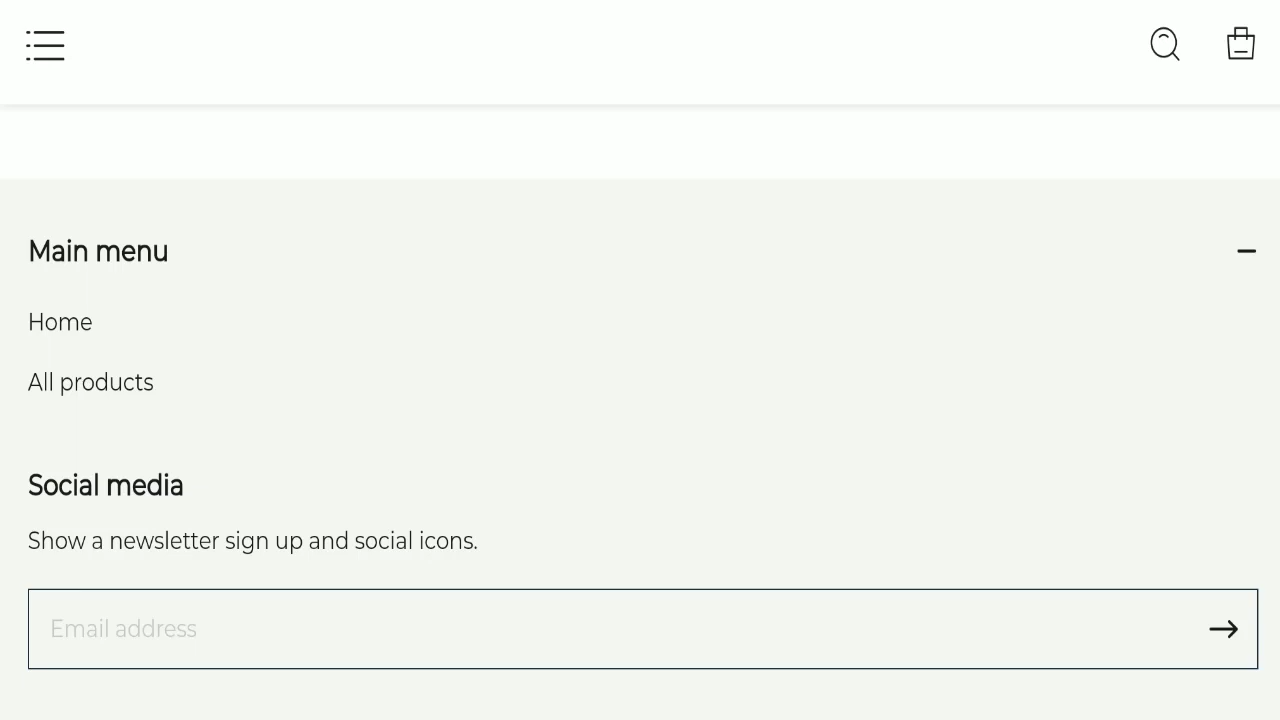 Main menu
Home
All products
Social media
Show a newsletter sign up and social icons.
Email address